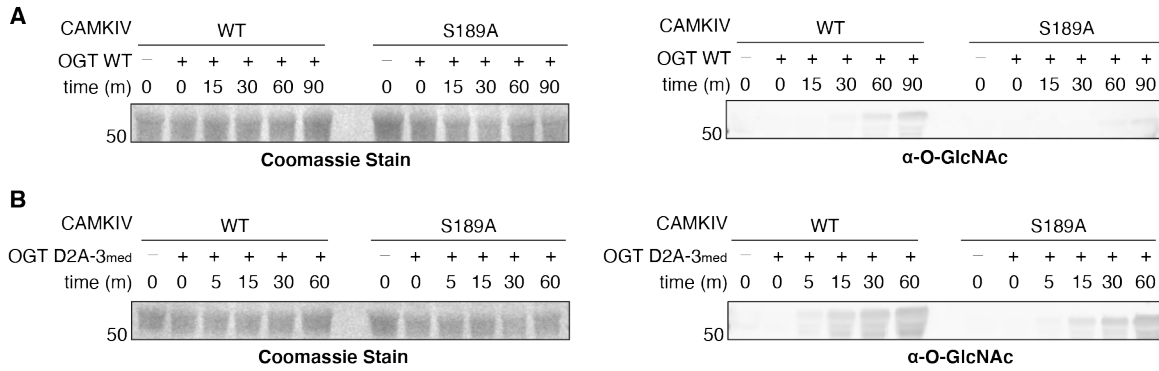 A
CAMKIV WT S189A
OGT WT – + + + + + – + + + + +
time (m) 0 0 15 30 60 90 0 0 15 30 60 90
50
Coomassie Stain
CAMKIV WT S189A
OGT WT – + + + + + – + + + + +
time (m) 0 0 15 30 60 90 0 0 15 30 60 90
50
α-O-GlcNAc
B
CAMKIV WT S189A
OGT D2A-3med – + + + + + – + + + + +
time (m) 0 0 5 15 30 60 0 0 5 15 30 60
50
Coomassie Stain
CAMKIV WT S189A
OGT D2A-3med – + + + + + – + + + + +
time (m) 0 0 5 15 30 60 0 0 5 15 30 60
50
α-O-GlcNAc